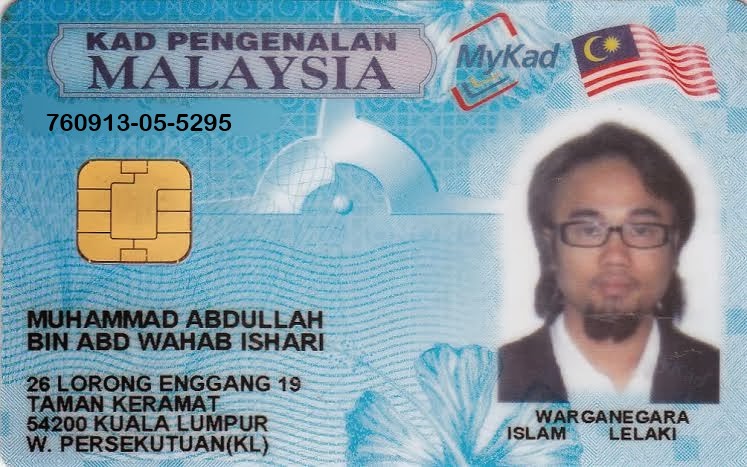 KAD PENGENALAN
MALAYSIA
MyKad
760913-05-5295
MUHAMMAD ABDULLAH
BIN ABD WAHAB ISHARI
26 LORONG ENGGANG 19
TAMAN KERAMAT
54200 KUALA LUMPUR
W. PERSEKUTUAN(KL)
WARGANEGARA
ISLAM LELAKI